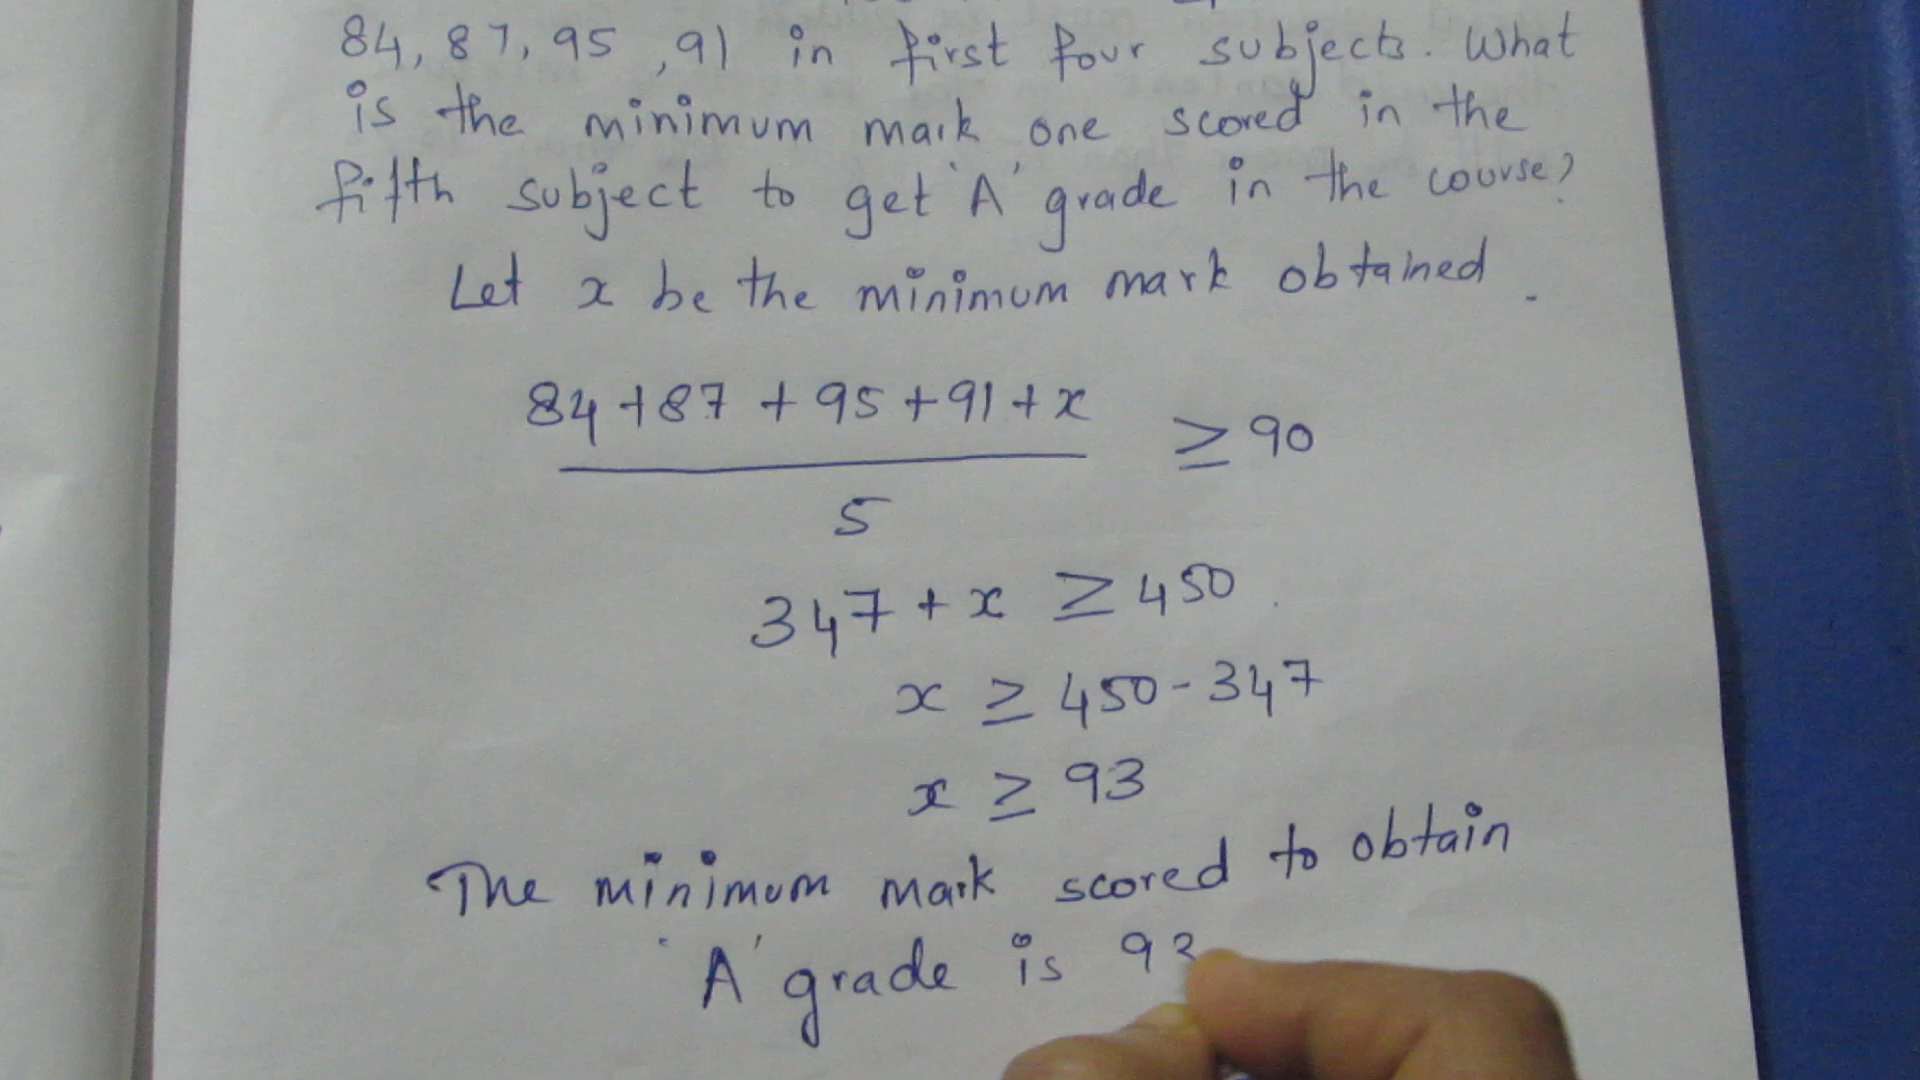 84, 87, 95, 91 in first four subjects. What
is the minimum mark one scored in the
fifth subject to get 'A' grade in the course?
Let x be the minimum mark obtained.
84 + 87 + 95 + 91 + x
≥ 90
5
347 + x ≥ 450.
x ≥ 450 - 347
x ≥ 93
The minimum mark scored to obtain
'A' grade is 93